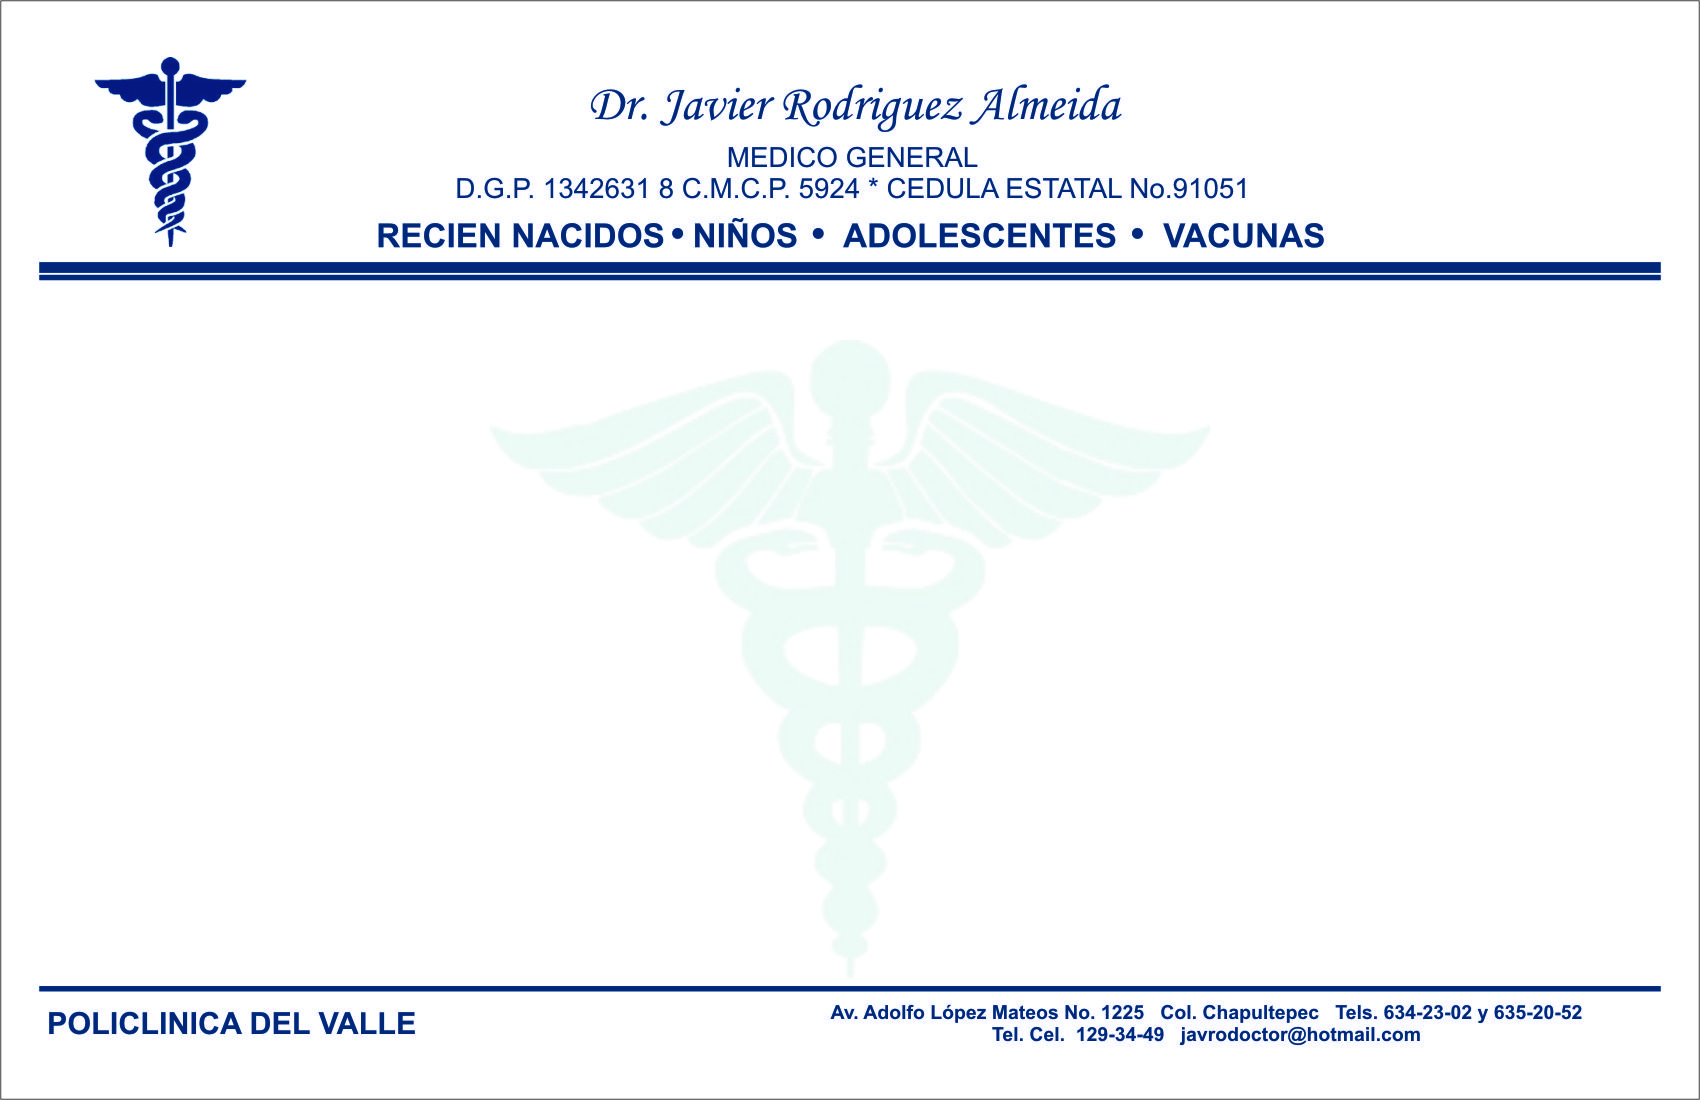 Dr. Javier Rodriguez Almeida
MEDICO GENERAL
D.G.P. 1342631 8 C.M.C.P. 5924 * CEDULA ESTATAL No.91051
RECIEN NACIDOS • NIÑOS • ADOLESCENTES • VACUNAS
POLICLINICA DEL VALLE
Av. Adolfo López Mateos No. 1225 Col. Chapultepec Tels. 634-23-02 y 635-20-52
Tel. Cel. 129-34-49 javrodoctor@hotmail.com